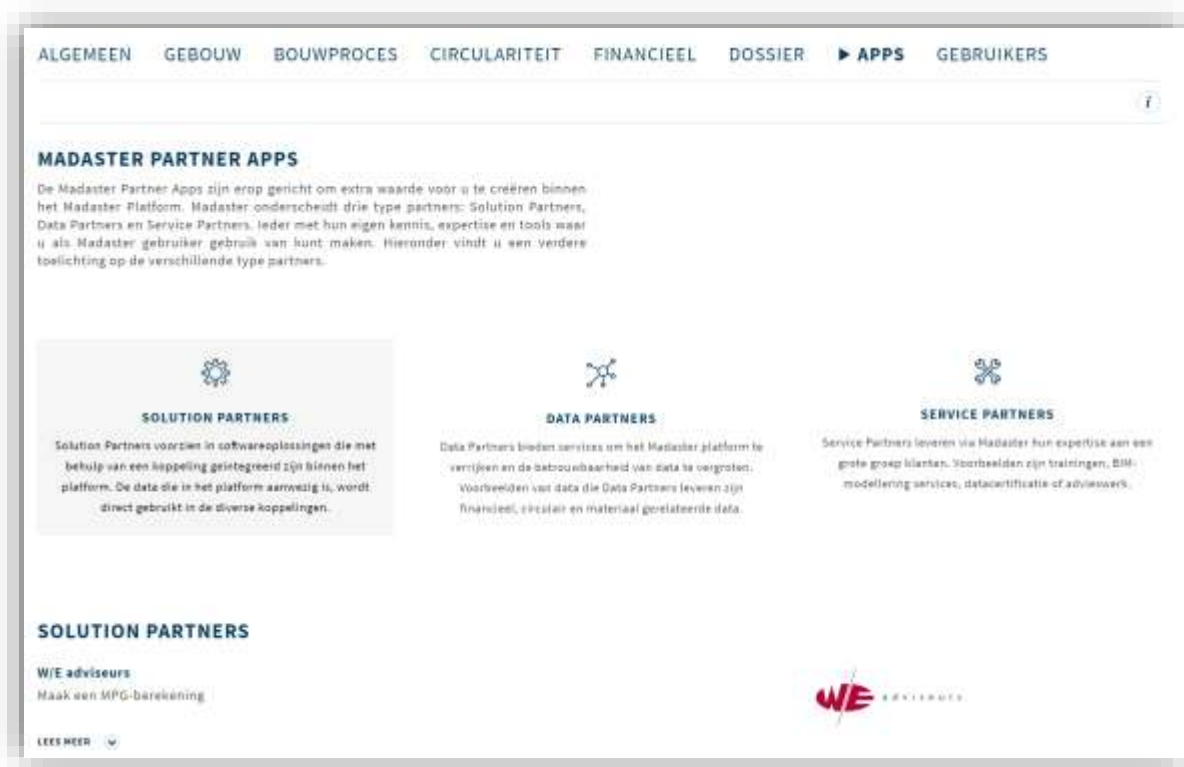 ALGEMEEN GEBOUW BOUWPROCES CIRCULARITEIT FINANCIEEL DOSSIER ▶ APPS GEBRUIKERS
i
MADASTER PARTNER APPS
De Madaster Partner Apps zijn erop gericht om extra waarde voor u te creëren binnen
het Madaster Platform. Madaster onderscheidt drie type partners: Solution Partners,
Data Partners en Service Partners. Ieder met hun eigen kennis, expertise en tools waar
u als Madaster gebruiker gebruik van kunt maken. Hieronder vindt u een verdere
toelichting op de verschillende type partners.
SOLUTION PARTNERS
Solution Partners voorzien in softwareoplossingen die met
behulp van een koppeling geïntegreerd zijn binnen het
platform. De data die in het platform aanwezig is, wordt
direct gebruikt in de diverse koppelingen.
DATA PARTNERS
Data Partners bieden services om het Madaster platform te
verrijken en de betrouwbaarheid van data te vergroten.
Voorbeelden van data die Data Partners leveren zijn
financieel, circulair en materiaal gerelateerde data.
SERVICE PARTNERS
Service Partners leveren via Madaster hun expertise aan een
grote groep klanten. Voorbeelden zijn trainingen, BIM-
modellering services, datacertificatie of advieswerk.
SOLUTION PARTNERS
W/E adviseurs
Maak een MPG-berekening
W/E adviseurs
LEES MEER